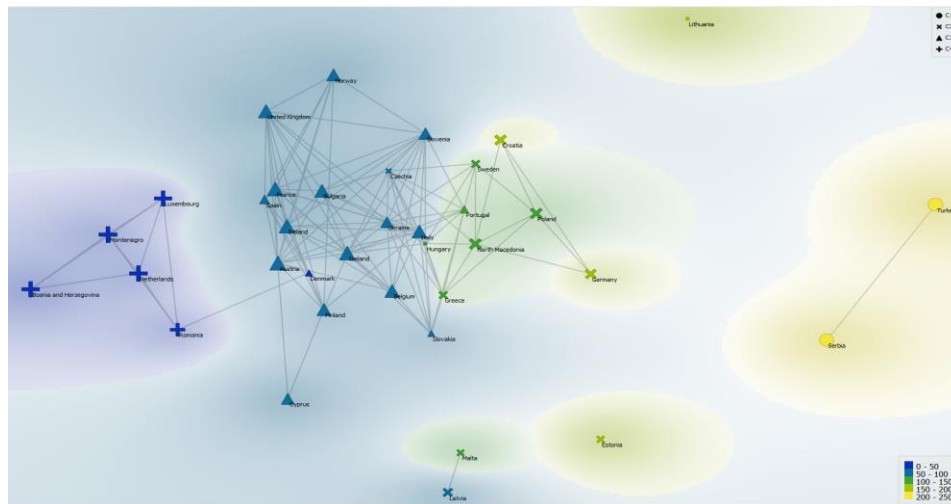 Lithuania
Norway
United Kingdom
Slovenia
Croatia
Czechia
Sweden
Luxembourg
France
Bulgaria
Spain
Portugal
Poland
Montenegro
Ireland
Ukraine
Italy
Hungary
North Macedonia
Iceland
Netherlands
Austria
Denmark
Germany
Bosnia and Herzegovina
Belgium
Greece
Finland
Romania
Slovakia
Serbia
Cyprus
Estonia
Malta
Latvia
0 - 50
50 - 100